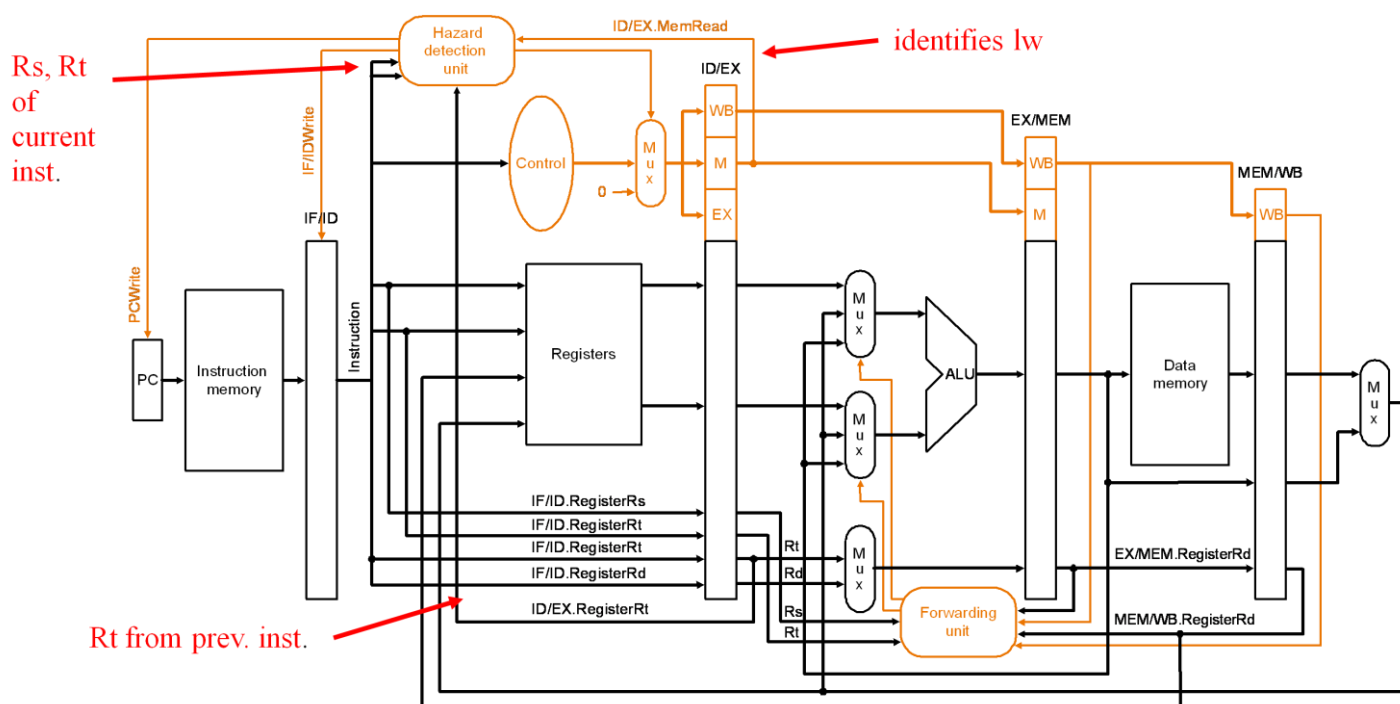 ID/EX.MemRead
Hazard
detection
unit
identifies lw
Rs, Rt
of
current
inst.
ID/EX
WB
EX/MEM
IF/IDWrite
Control
M
u
x
M
WB
MEM/WB
0
EX
M
WB
IF/ID
PCWrite
Instruction
PC
Instruction
memory
Registers
M
u
x
M
u
x
ALU
Data
memory
M
u
x
IF/ID.RegisterRs
IF/ID.RegisterRt
IF/ID.RegisterRt
IF/ID.RegisterRd
Rt
Rd
M
u
x
EX/MEM.RegisterRd
ID/EX.RegisterRt
Rs
Rt
Forwarding
unit
MEM/WB.RegisterRd
Rt from prev. inst.